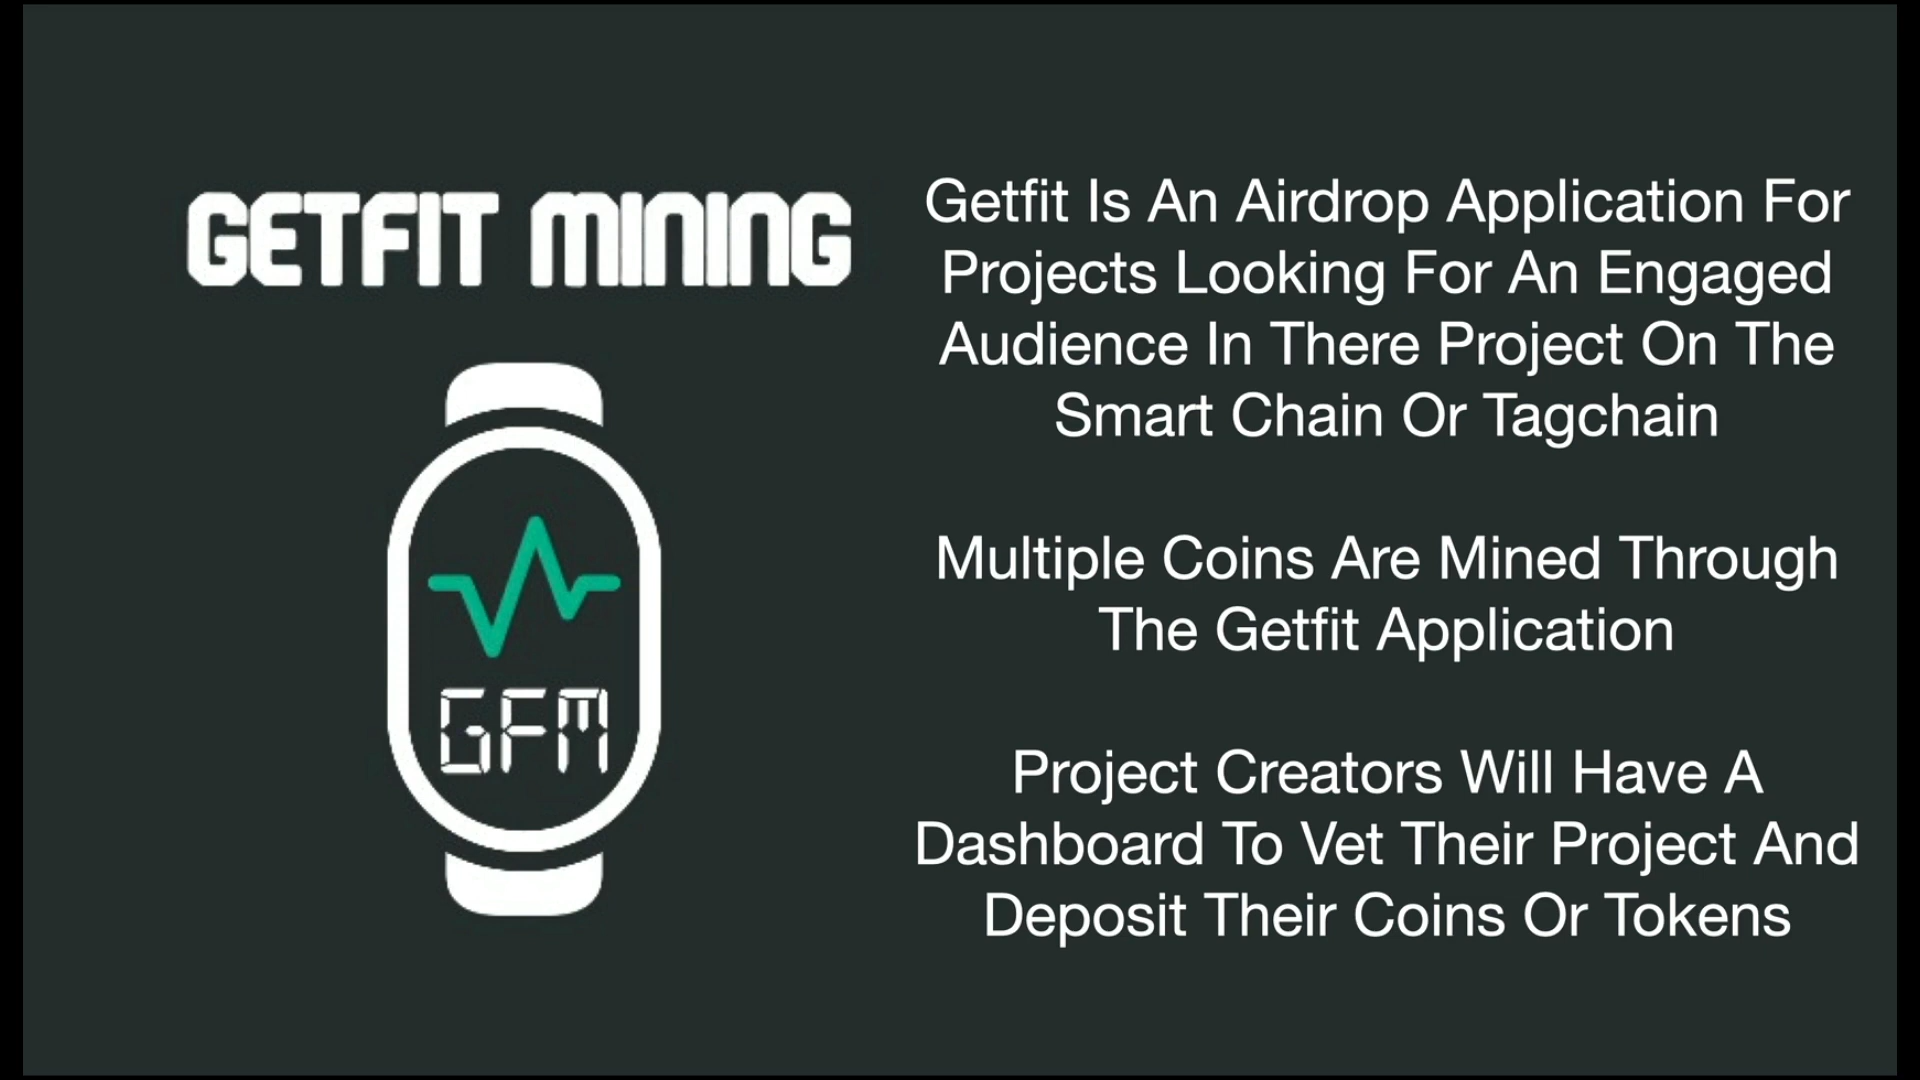 GETFIT MINING
GFM
Getfit Is An Airdrop Application For
Projects Looking For An Engaged
Audience In There Project On The
Smart Chain Or Tagchain
Multiple Coins Are Mined Through
The Getfit Application
Project Creators Will Have A
Dashboard To Vet Their Project And
Deposit Their Coins Or Tokens